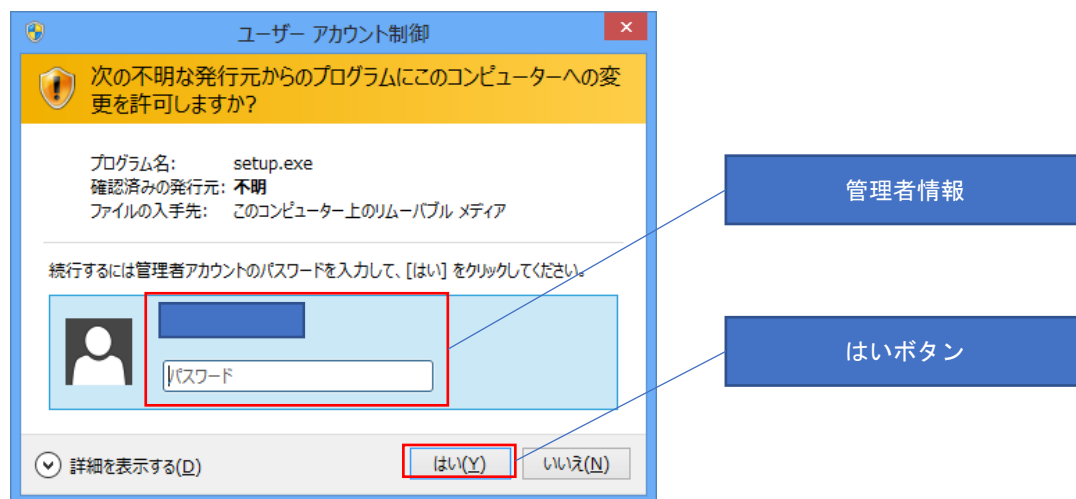 ユーザー アカウント制御
次の不明な発行元からのプログラムにこのコンピューターへの変
更を許可しますか?
プログラム名: setup.exe
確認済みの発行元: 不明
ファイルの入手先: このコンピューター上のリムーバブル メディア
管理者情報
続行するには管理者アカウントのパスワードを入力して、[はい] をクリックしてください。
パスワード
はいボタン
詳細を表示する(D)
はい(Y)
いいえ(N)